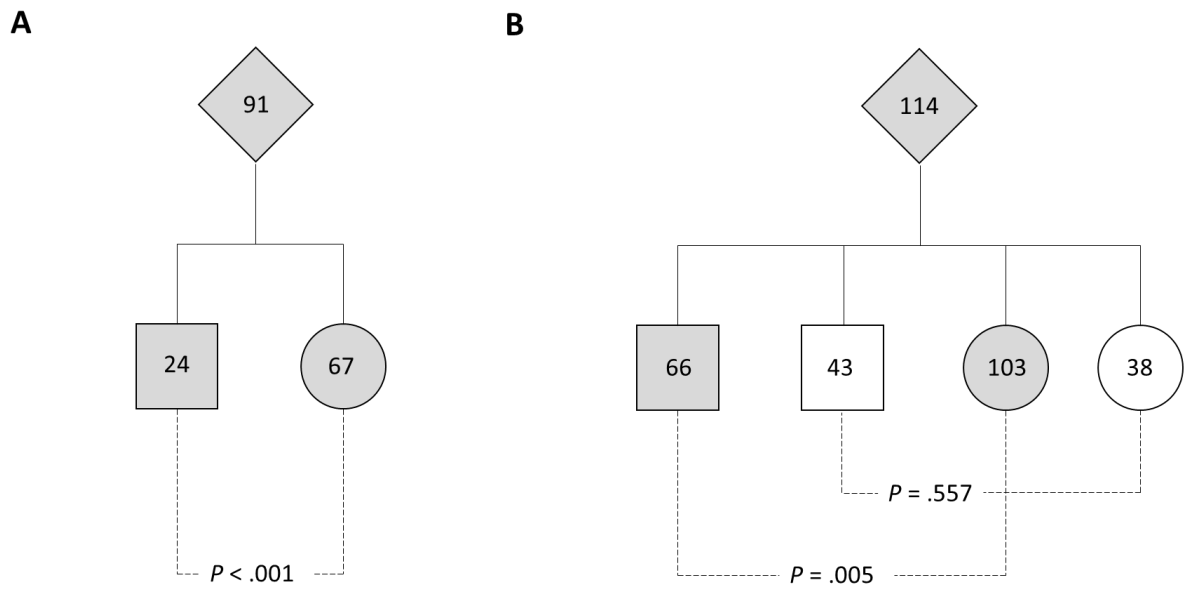 A
B
91
114
24
67
66
43
103
38
P = .557
P < .001
P = .005